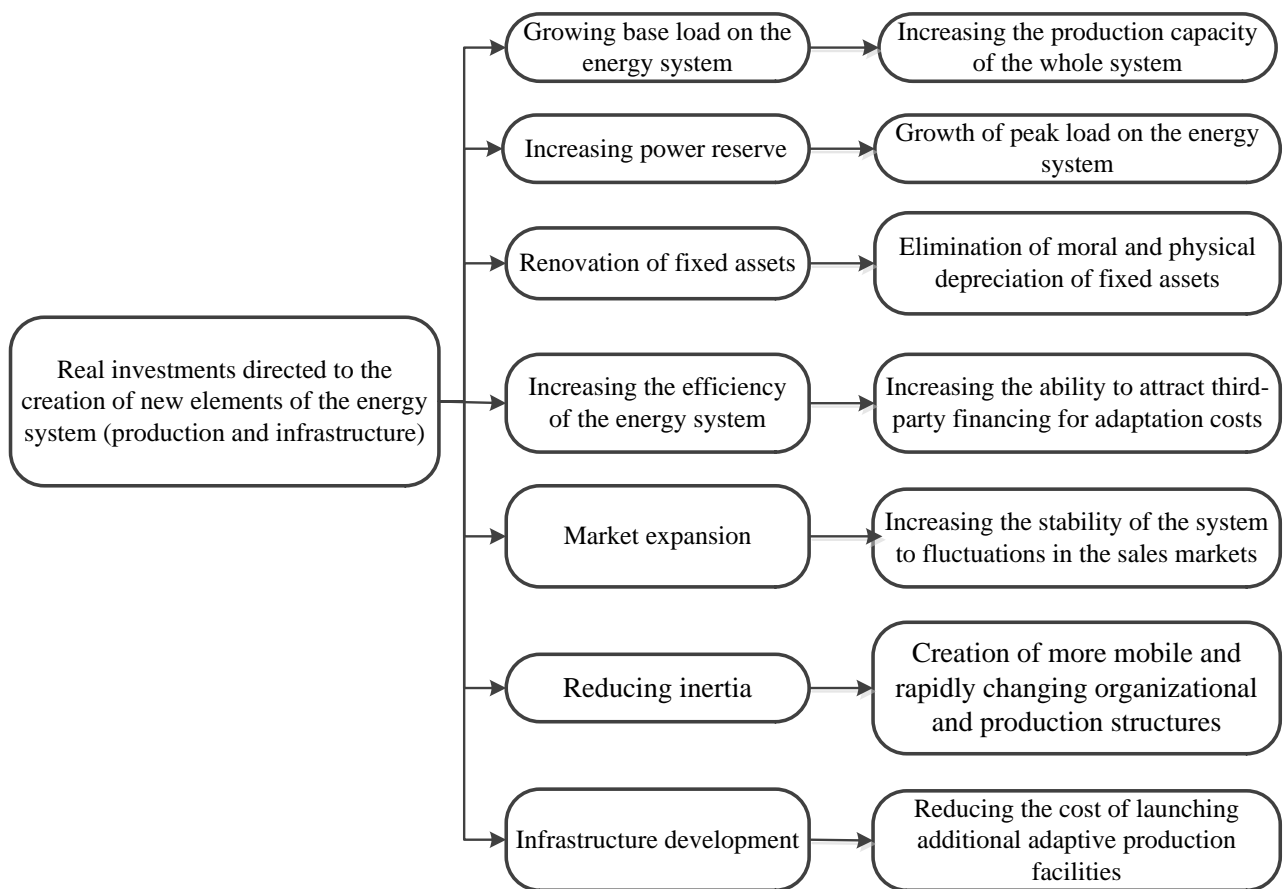 Real investments directed to the
creation of new elements of the energy
system (production and infrastructure)
Growing base load on the
energy system
Increasing the production capacity
of the whole system
Increasing power reserve
Growth of peak load on the energy
system
Renovation of fixed assets
Elimination of moral and physical
depreciation of fixed assets
Increasing the efficiency
of the energy system
Increasing the ability to attract third-
party financing for adaptation costs
Market expansion
Increasing the stability of the system
to fluctuations in the sales markets
Reducing inertia
Creation of more mobile and
rapidly changing organizational
and production structures
Infrastructure development
Reducing the cost of launching
additional adaptive production
facilities